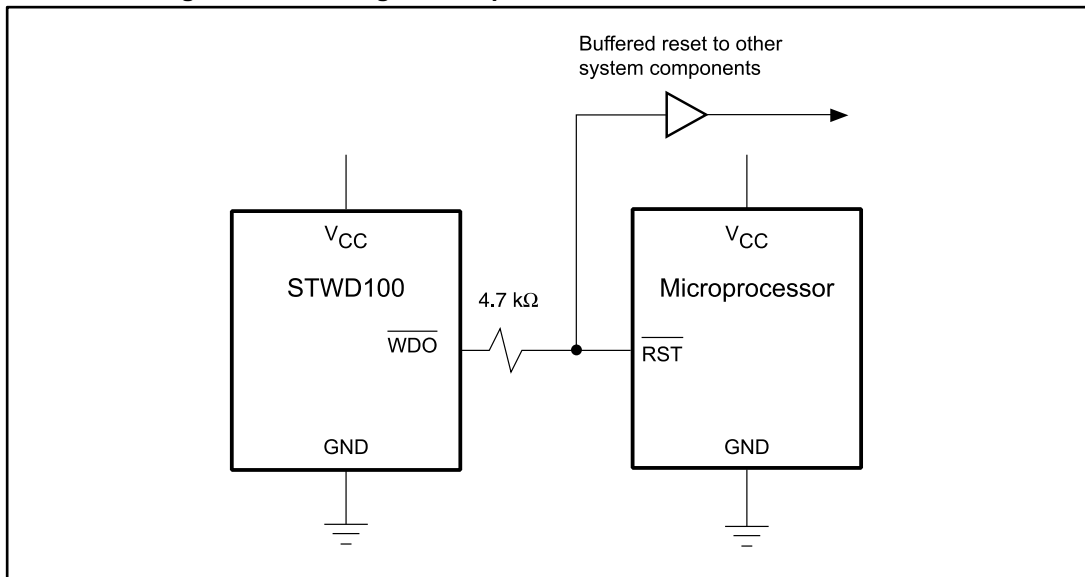 Buffered reset to other
system components
VCC
STWD100
WDO
GND
4.7 kΩ
VCC
Microprocessor
RST
GND